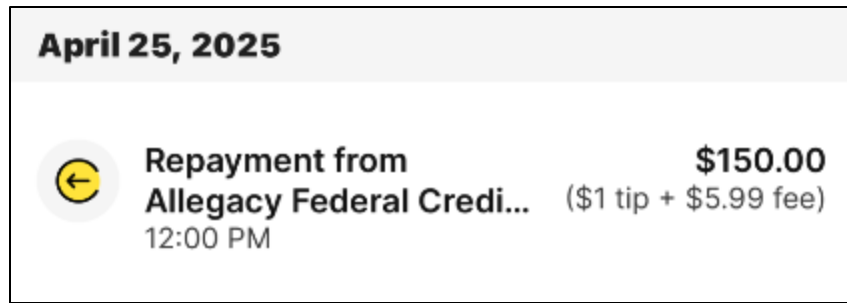 April 25, 2025
Repayment from $150.00
Allegacy Federal Credi... ($1 tip + $5.99 fee)
12:00 PM